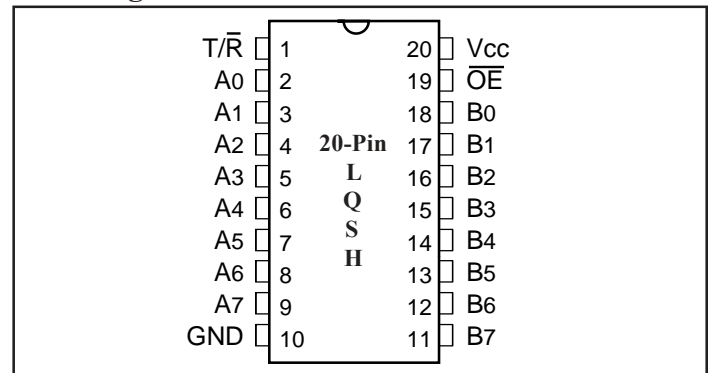 T/R̅ 1 20 Vcc
A0 2 19 O̅E̅
A1 3 18 B0
A2 4 20-Pin 17 B1
A3 5 L 16 B2
A4 6 Q 15 B3
A5 7 S 14 B4
A6 8 H 13 B5
A7 9 12 B6
GND 10 11 B7